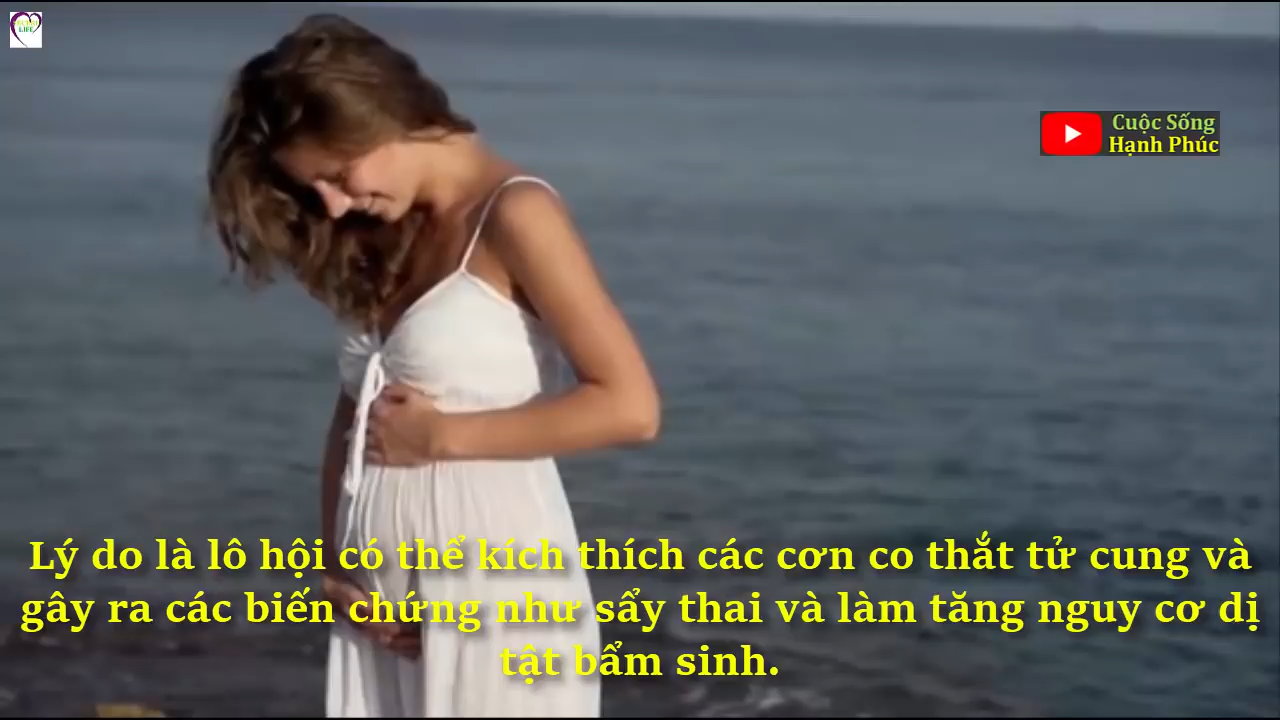 LIFE
Cuộc Sống
Hạnh Phúc
Lý do là lô hội có thể kích thích các cơn co thắt tử cung và
gây ra các biến chứng như sẩy thai và làm tăng nguy cơ dị
tật bẩm sinh.